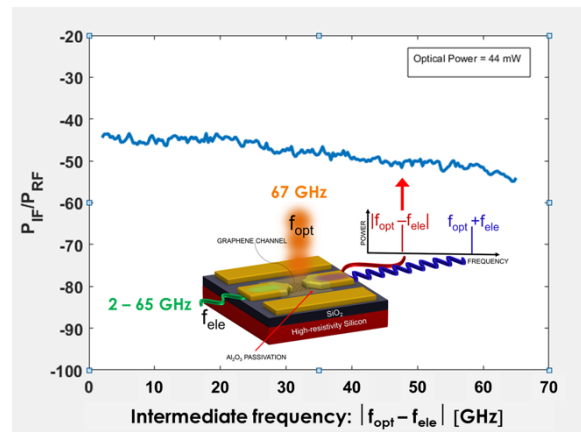 -20
-30
-40
-50
-60
-70
-80
-90
-100
P_IF/P_RF
Optical Power = 44 mW
67 GHz
f_opt
GRAPHENE CHANNEL
2 – 65 GHz
f_ele
Al₂O₃ PASSIVATION
SiO₂
High-resistivity Silicon
POWER
|f_opt – f_ele|
f_opt + f_ele
FREQUENCY
0 10 20 30 40 50 60 70
Intermediate frequency: |f_opt – f_ele| [GHz]